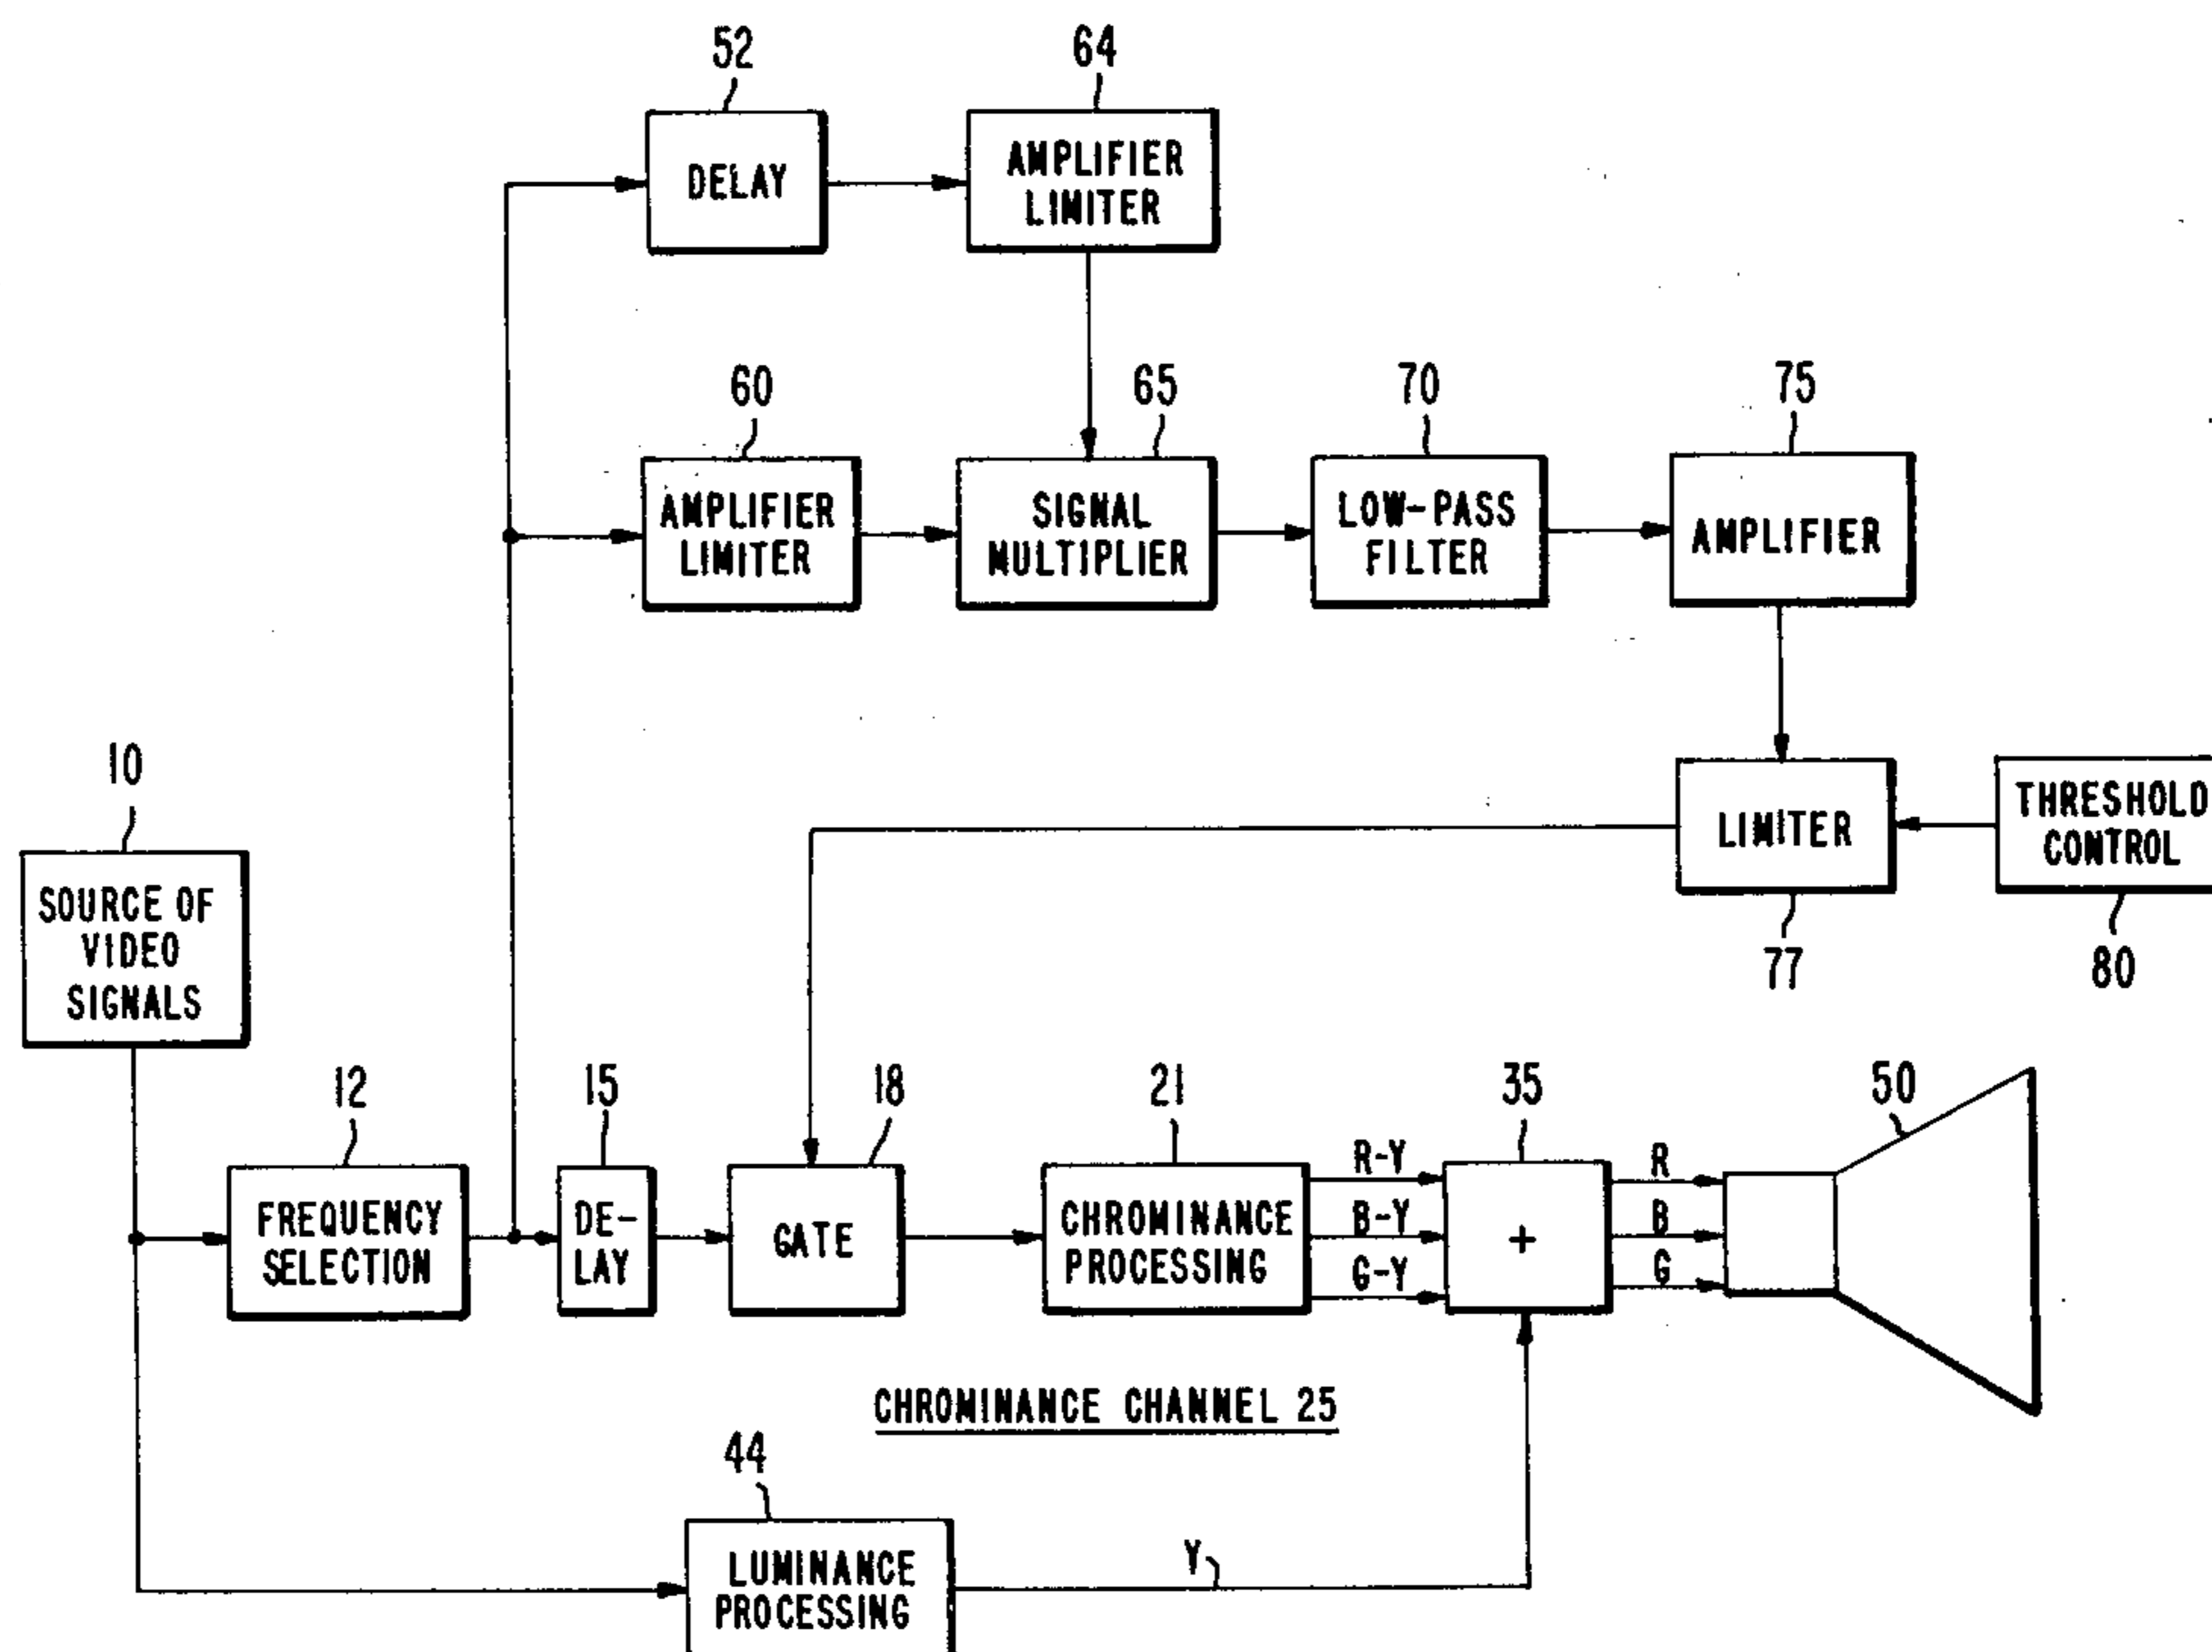 52
64
DELAY
AMPLIFIER
LIMITER
60
65
70
75
AMPLIFIER
LIMITER
SIGNAL
MULTIPLIER
LOW-PASS
FILTER
AMPLIFIER
10
SOURCE OF
VIDEO
SIGNALS
LIMITER
THRESHOLD
CONTROL
77
80
12
15
18
21
35
50
FREQUENCY
SELECTION
DE-
LAY
GATE
CHROMINANCE
PROCESSING
R-Y
B-Y
G-Y
+
R
B
G
CHROMINANCE CHANNEL 25
44
LUMINANCE
PROCESSING
Y